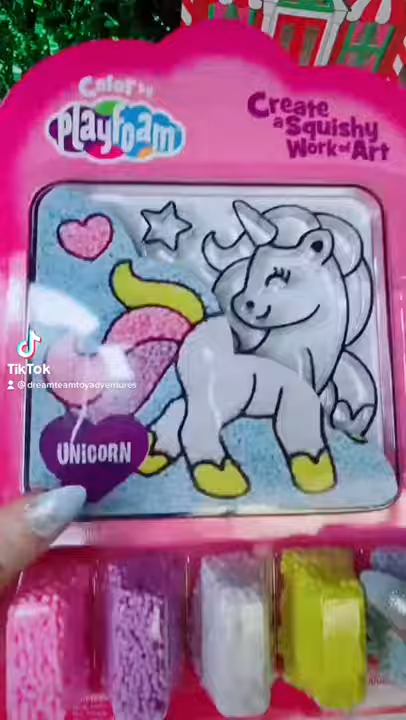 Color by
Playfoam
Create
a Squishy
Work of Art
TikTok
@dreamteamtoyadventures
UNICORN